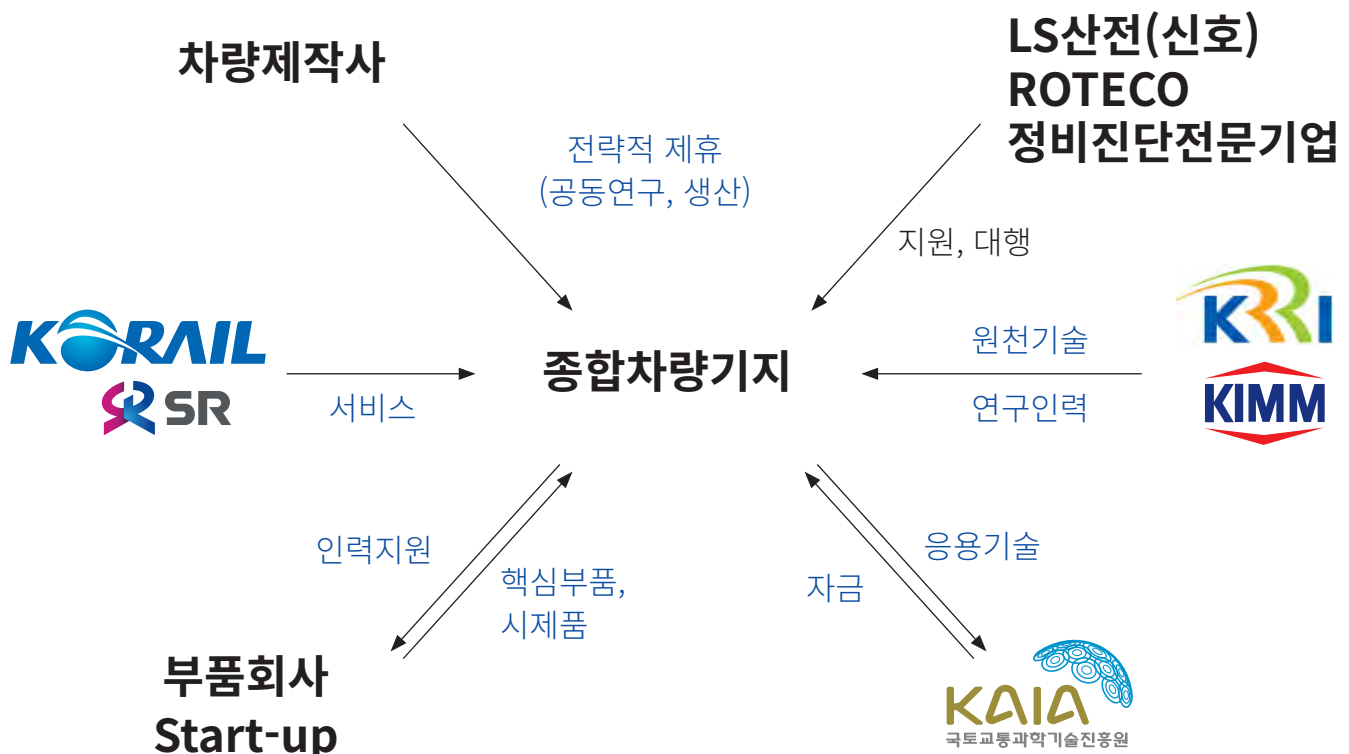 차량제작사
LS산전(신호)
ROTECO
정비진단전문기업
전략적 제휴
(공동연구, 생산)
지원, 대행
KORAIL
SR
서비스
종합차량기지
원천기술
연구인력
KRRI
KIMM
인력지원
핵심부품,
시제품
자금
응용기술
부품회사
Start-up
KAIA
국토교통과학기술진흥원